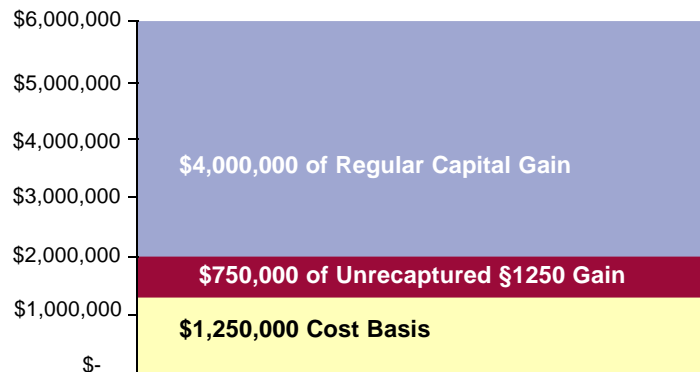 $6,000,000
$5,000,000
$4,000,000
$4,000,000 of Regular Capital Gain
$3,000,000
$2,000,000
$750,000 of Unrecaptured §1250 Gain
$1,000,000
$1,250,000 Cost Basis
$-